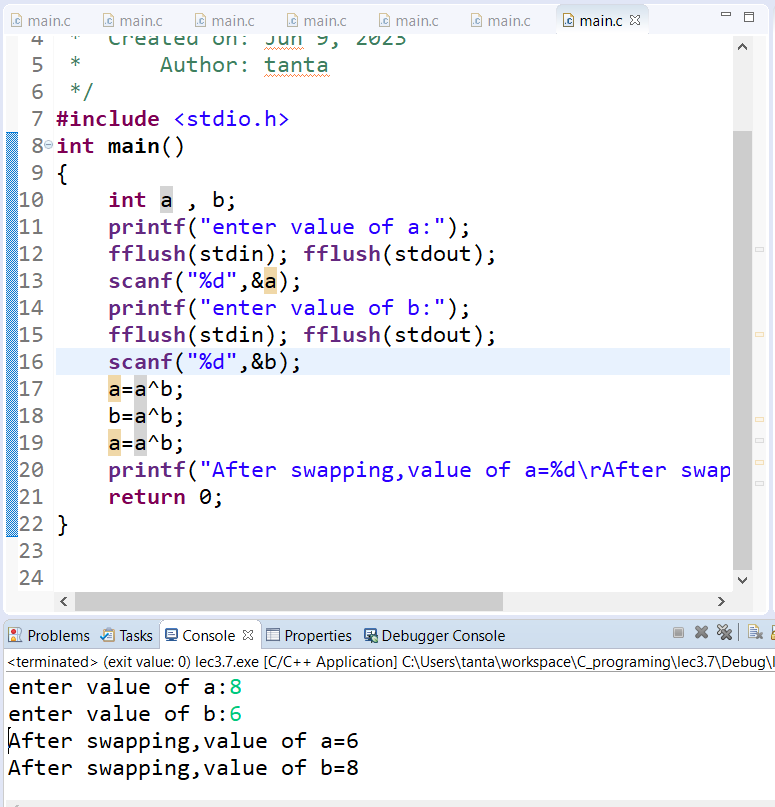 main.c main.c main.c main.c main.c main.c main.c
4 * Created on: Jun 9, 2023
5 * Author: tanta
6 */
7 #include <stdio.h>
8 int main()
9 {
10 int a , b;
11 printf("enter value of a:");
12 fflush(stdin); fflush(stdout);
13 scanf("%d",&a);
14 printf("enter value of b:");
15 fflush(stdin); fflush(stdout);
16 scanf("%d",&b);
17 a=a^b;
18 b=a^b;
19 a=a^b;
20 printf("After swapping,value of a=%d\rAfter swap
21 return 0;
22 }
23
24
Problems Tasks Console Properties Debugger Console
<terminated> (exit value: 0) lec3.7.exe [C/C++ Application] C:\Users\tanta\workspace\C_programing\lec3.7\Debug\l
enter value of a:8
enter value of b:6
After swapping,value of a=6
After swapping,value of b=8